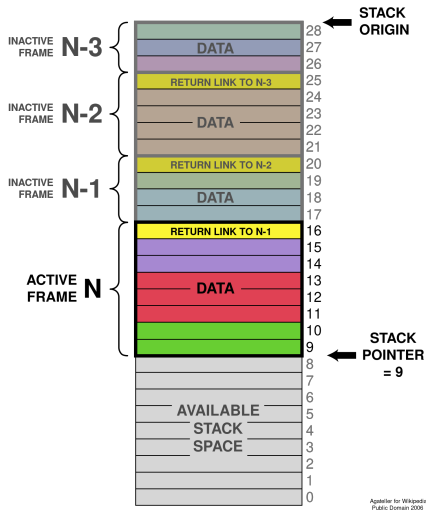 STACK
ORIGIN
28
INACTIVE
FRAME N-3
DATA
27
26
RETURN LINK TO N-3
25
24
INACTIVE
FRAME N-2
23
DATA
22
21
RETURN LINK TO N-2
20
19
INACTIVE
FRAME N-1
DATA
18
17
RETURN LINK TO N-1
16
15
14
ACTIVE
FRAME N
DATA
13
12
11
10
9
STACK
POINTER
= 9
8
7
6
AVAILABLE
STACK
SPACE
5
4
3
2
1
0
Agateller for Wikipedia
Public Domain 2006